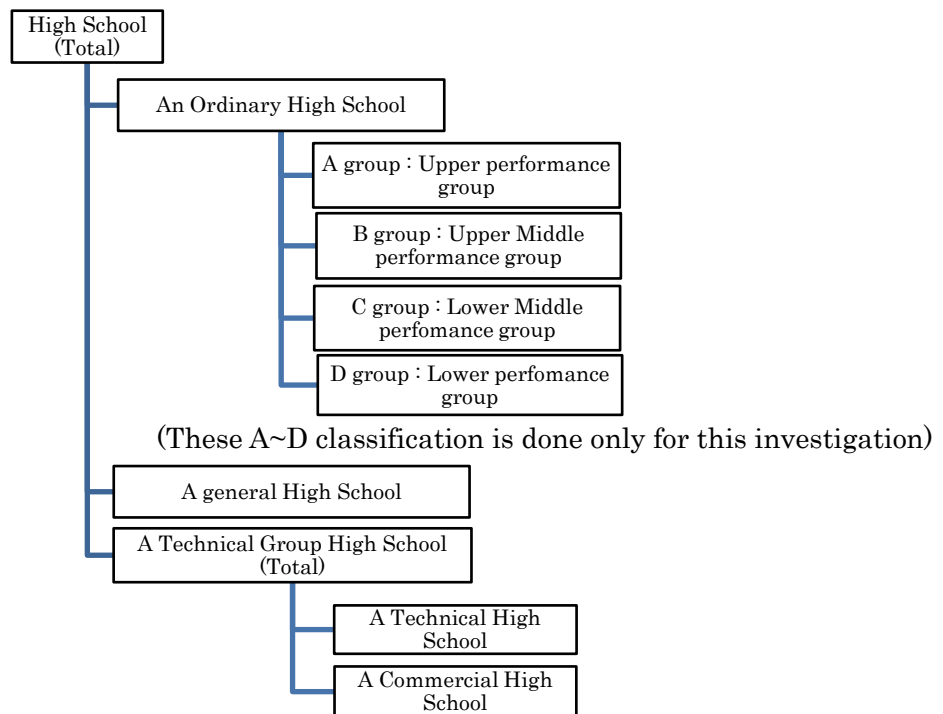 High School
(Total)
An Ordinary High School
A group : Upper performance
group
B group : Upper Middle
performance group
C group : Lower Middle
perfomance group
D group : Lower perfomance
group
(These A~D classification is done only for this investigation)
A general High School
A Technical Group High School
(Total)
A Technical High
School
A Commercial High
School